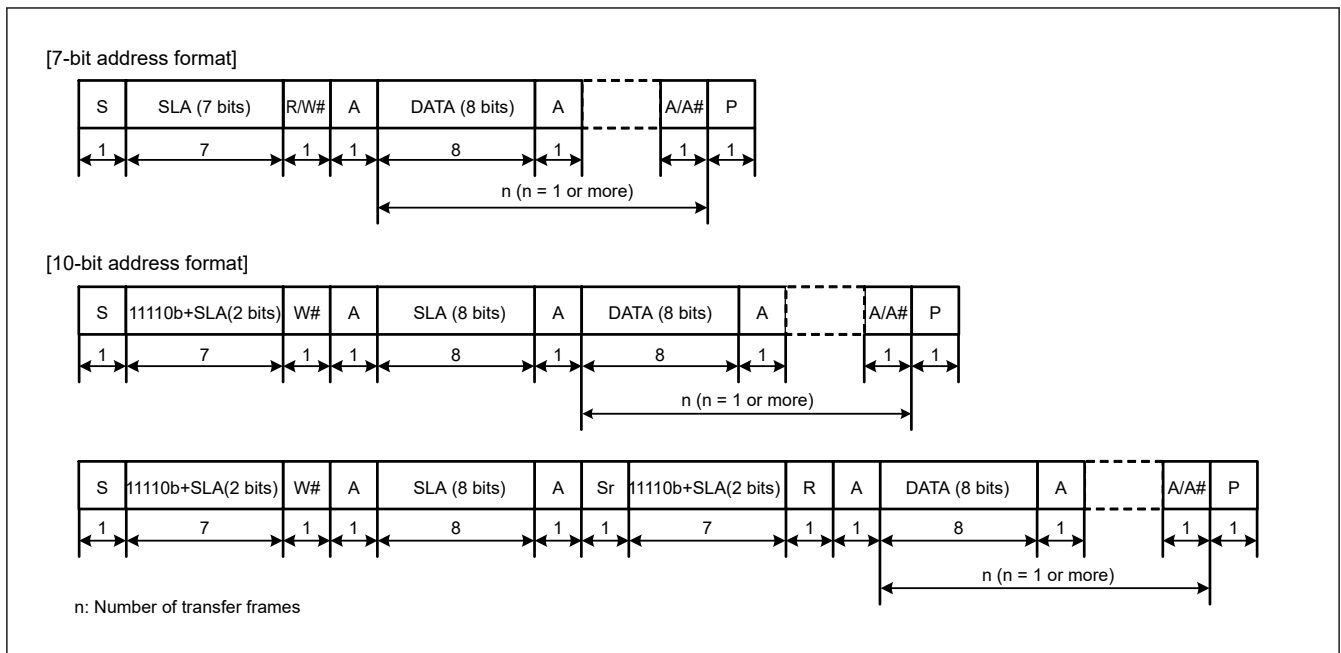 [7-bit address format]
S SLA (7 bits) R/W# A DATA (8 bits) A A/A# P
1 7 1 1 8 1 1 1
n (n = 1 or more)
[10-bit address format]
S 11110b+SLA(2 bits) W# A SLA (8 bits) A DATA (8 bits) A A/A# P
1 7 1 1 8 1 8 1 1 1
n (n = 1 or more)
S 11110b+SLA(2 bits) W# A SLA (8 bits) A Sr 11110b+SLA(2 bits) R A DATA (8 bits) A A/A# P
1 7 1 1 8 1 1 7 1 1 8 1 1 1
n (n = 1 or more)
n: Number of transfer frames